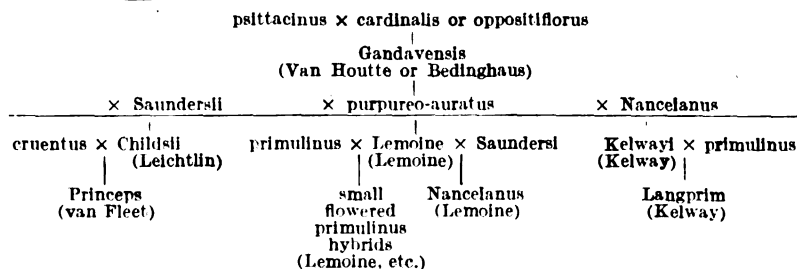 psittacinus × cardinalis or oppositiflorus
Gandavensis
(Van Houtte or Bedinghaus)
× Saundersii × purpureo-auratus × Nanceianus
cruentus × Childsii primulinus × Lemoine × Saundersi Kelwayi × primulinus
(Leichtlin) (Lemoine) (Kelway)
Princeps small Nancelanus Langprim
(van Fleet) flowered (Lemoine) (Kelway)
primulinus
hybrids
(Lemoine, etc.)